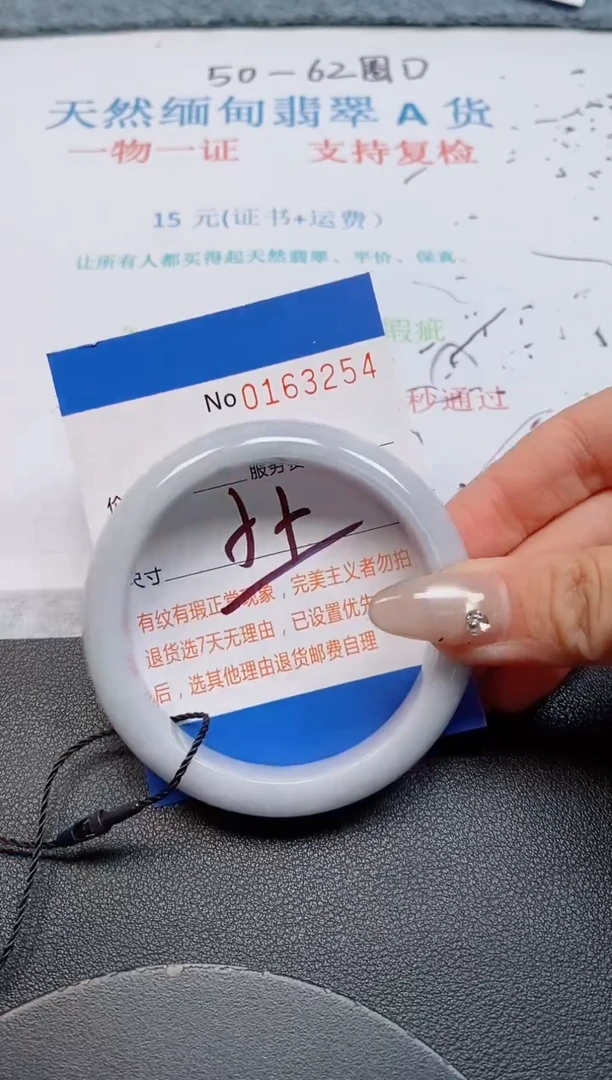 50-62圈口
天然缅甸翡翠 A 货
一物一证 支持复检
15 元(证书+运费)
让所有人都买得起天然翡翠、平价、保真。
瑕疵
秒通过
No 0163254
服务
尺寸
有纹有瑕正常现象，完美主义者勿拍
退货选7天无理由，已设置优先
后，选其他理由退货邮费自理